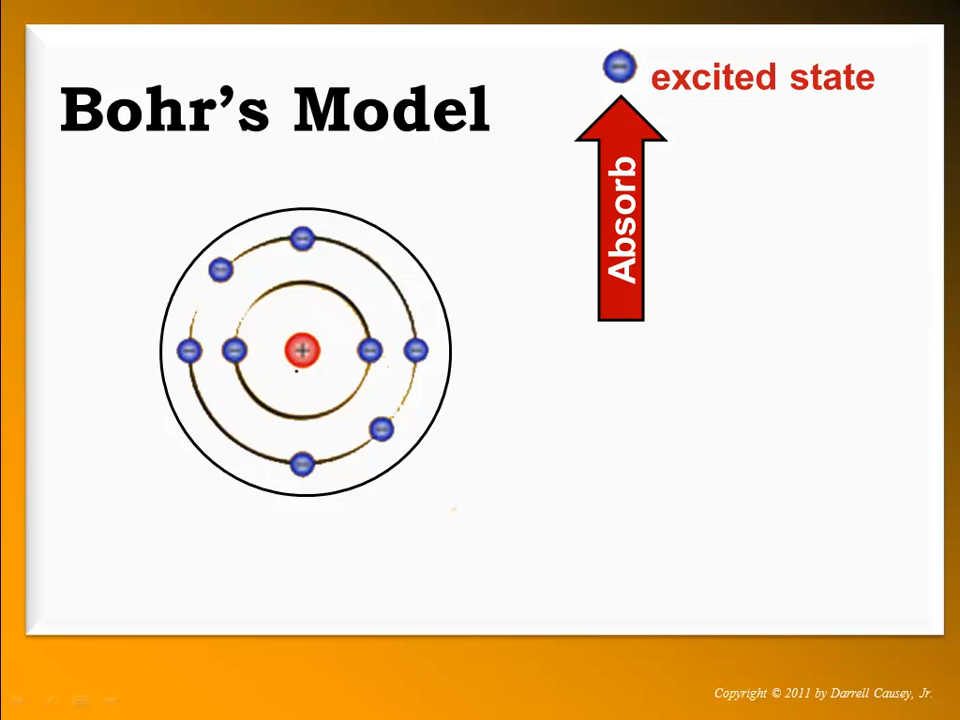 excited state
Bohr’s Model
Absorb
Copyright © 2011 by Darrell Causey, Jr.